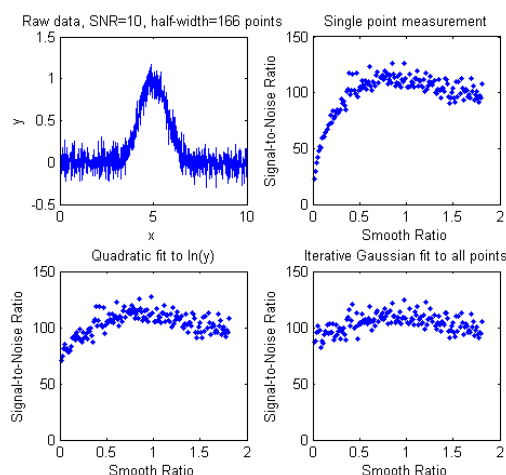 Raw data, SNR=10, half-width=166 points
1.5
1
0.5
0
-0.5
y
0
5
10
x
Single point measurement
150
100
50
0
Signal-to-Noise Ratio
0
0.5
1
1.5
2
Smooth Ratio
Quadratic fit to ln(y)
150
100
50
0
Signal-to-Noise Ratio
0
0.5
1
1.5
2
Smooth Ratio
Iterative Gaussian fit to all points
150
100
50
0
Signal-to-Noise Ratio
0
0.5
1
1.5
2
Smooth Ratio